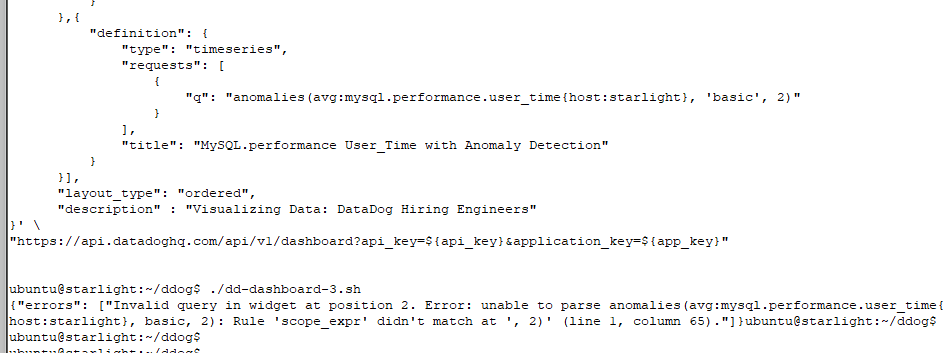 }
},{
"definition": {
"type": "timeseries",
"requests": [
{
"q": "anomalies(avg:mysql.performance.user_time{host:starlight}, 'basic', 2)"
}
],
"title": "MySQL.performance User_Time with Anomaly Detection"
}
}],
"layout_type": "ordered",
"description" : "Visualizing Data: DataDog Hiring Engineers"
}' \
"https://api.datadoghq.com/api/v1/dashboard?api_key=${api_key}&application_key=${app_key}"
ubuntu@starlight:~/ddog$ ./dd-dashboard-3.sh
{"errors": ["Invalid query in widget at position 2. Error: unable to parse anomalies(avg:mysql.performance.user_time{
host:starlight}, basic, 2): Rule 'scope_expr' didn't match at ', 2)' (line 1, column 65)."]}ubuntu@starlight:~/ddog$
ubuntu@starlight:~/ddog$
ubuntu@starlight:~/ddog$